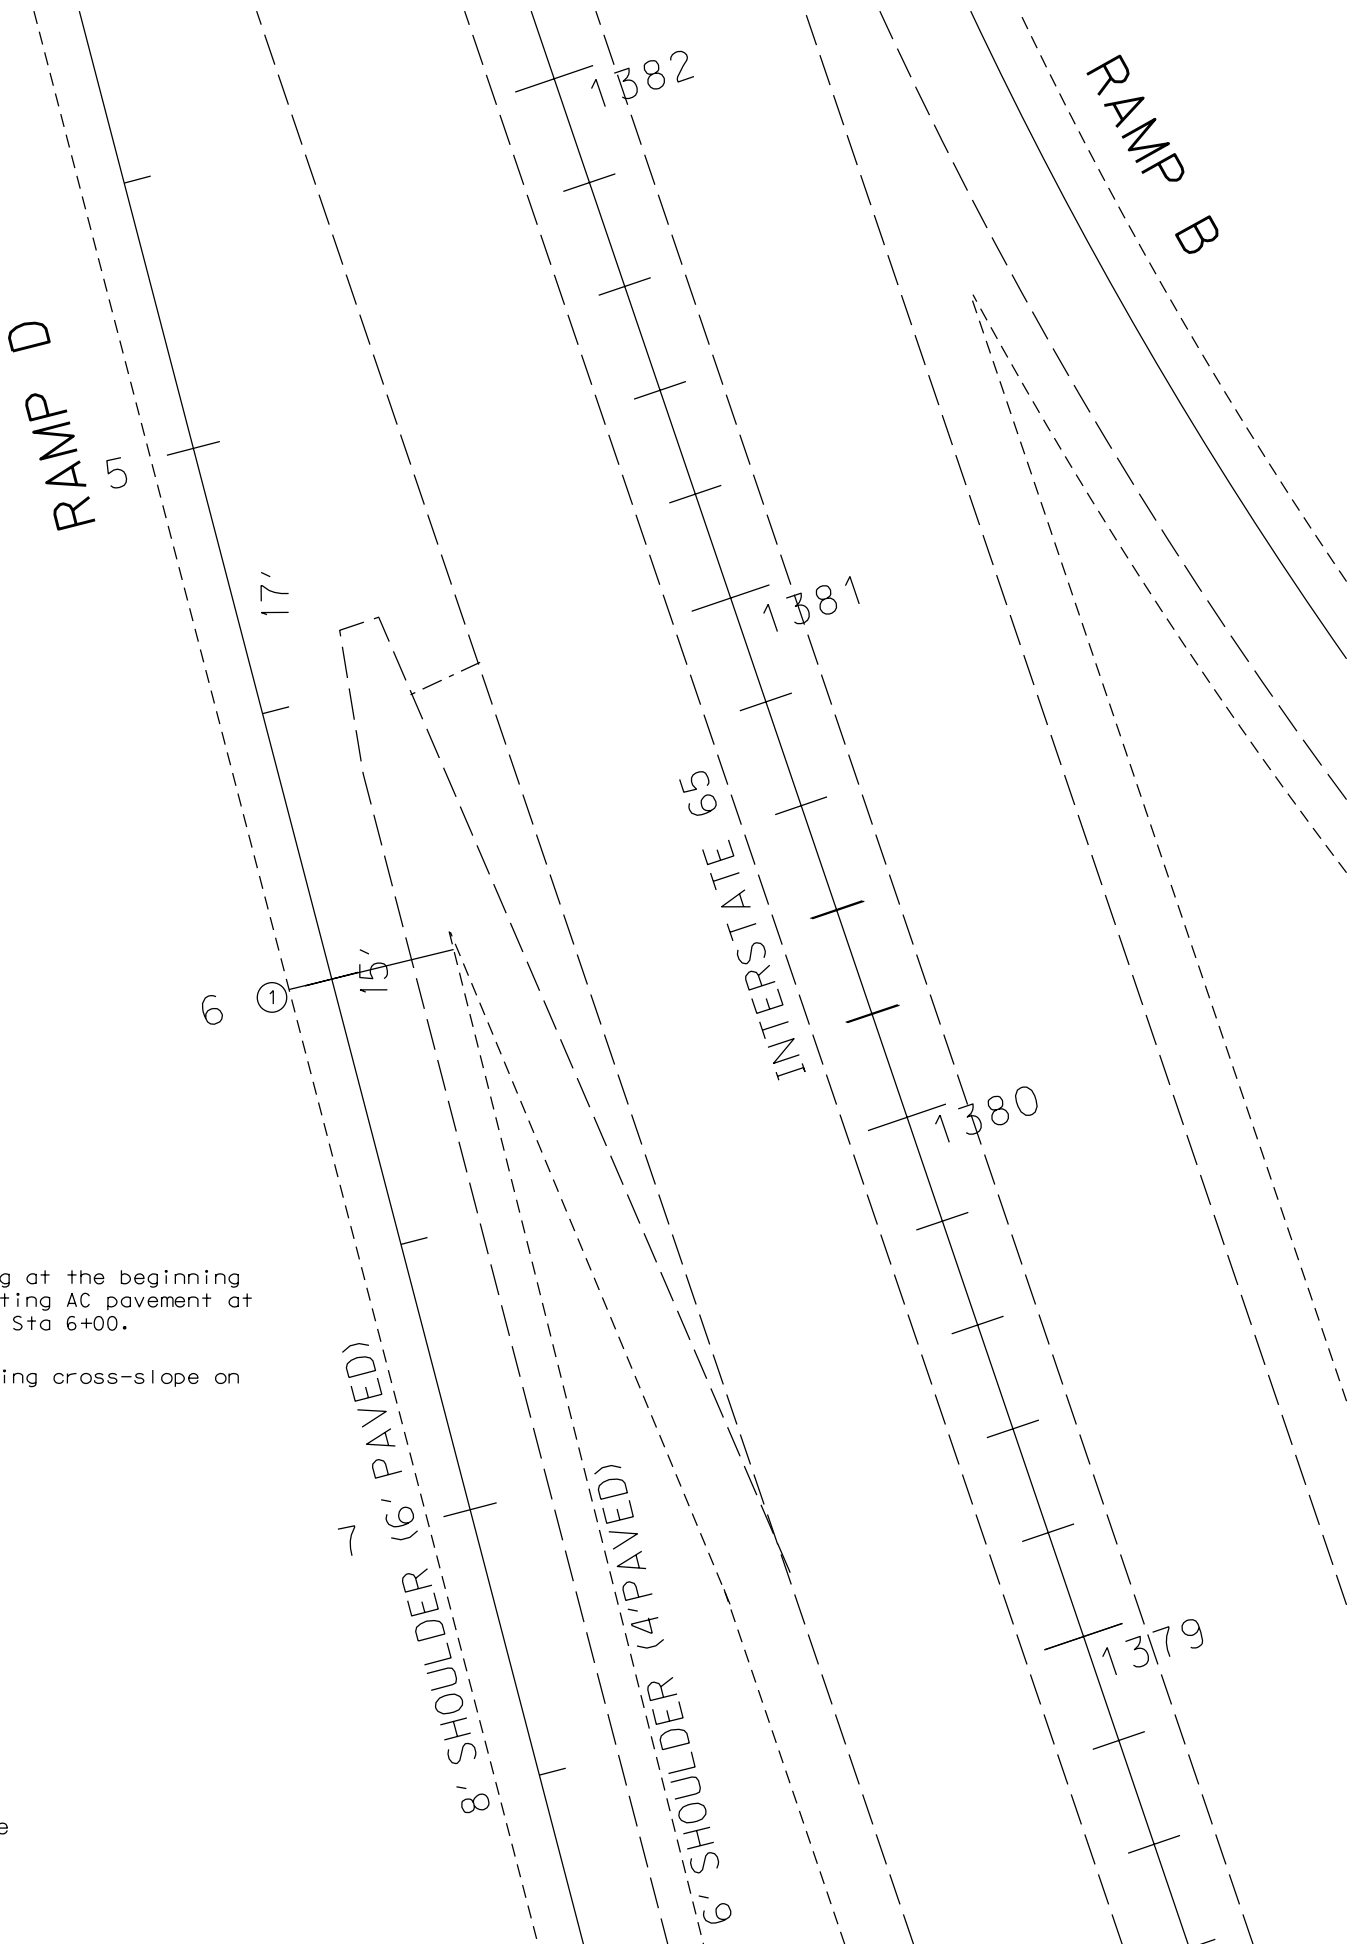 1382
RAMP B
RAMP D
5
17'
1381
INTERSTATE 65
15'
6
1
1380
g at the beginning
ting AC pavement at
Sta 6+00.
ing cross-slope on
8' SHOULDER (6' PAVED)
6' SHOULDER (4'PAVED)
7
1379
e